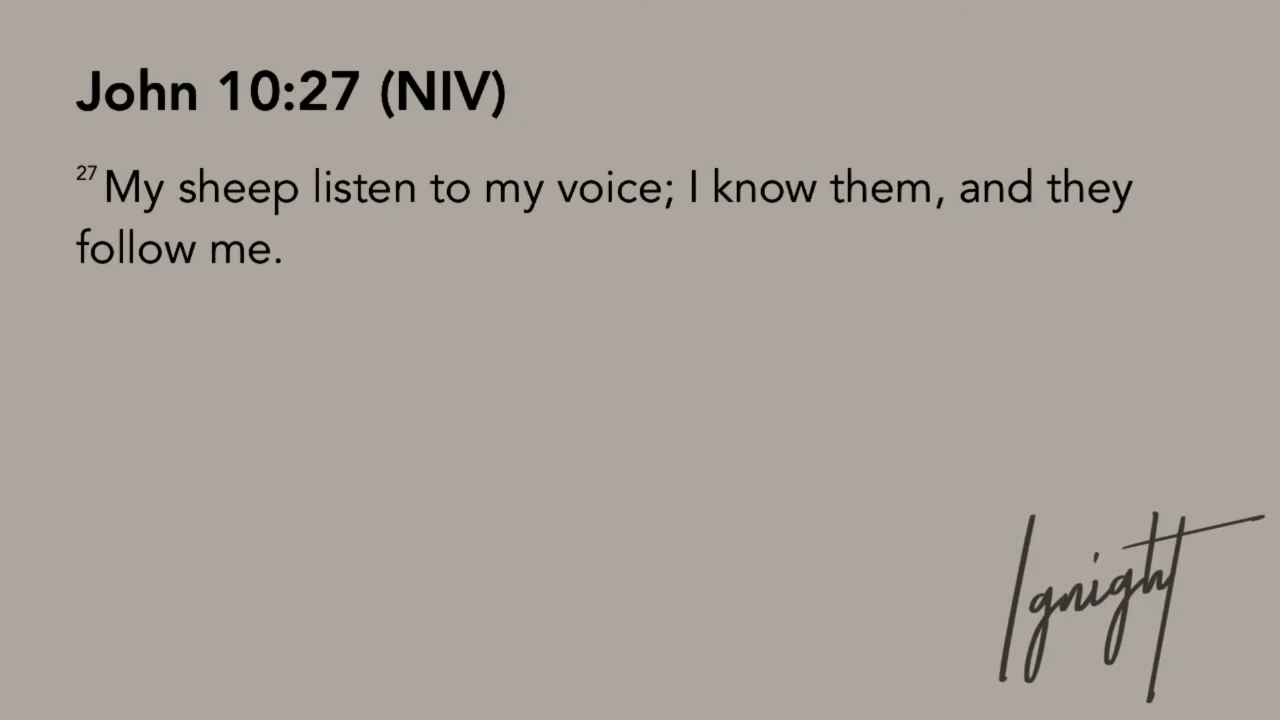 John 10:27 (NIV)
27 My sheep listen to my voice; I know them, and they
follow me.
Ignight